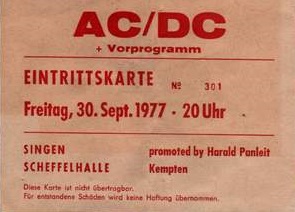 AC/DC
+ Vorprogramm
EINTRITTSKARTE № 301
Freitag, 30. Sept. 1977 · 20 Uhr
SINGEN promoted by Harald Panleit
SCHEFFELHALLE Kempten
Diese Karte ist nicht übertragbar.
Für entstandene Schäden wird keine Haftung übernommen.